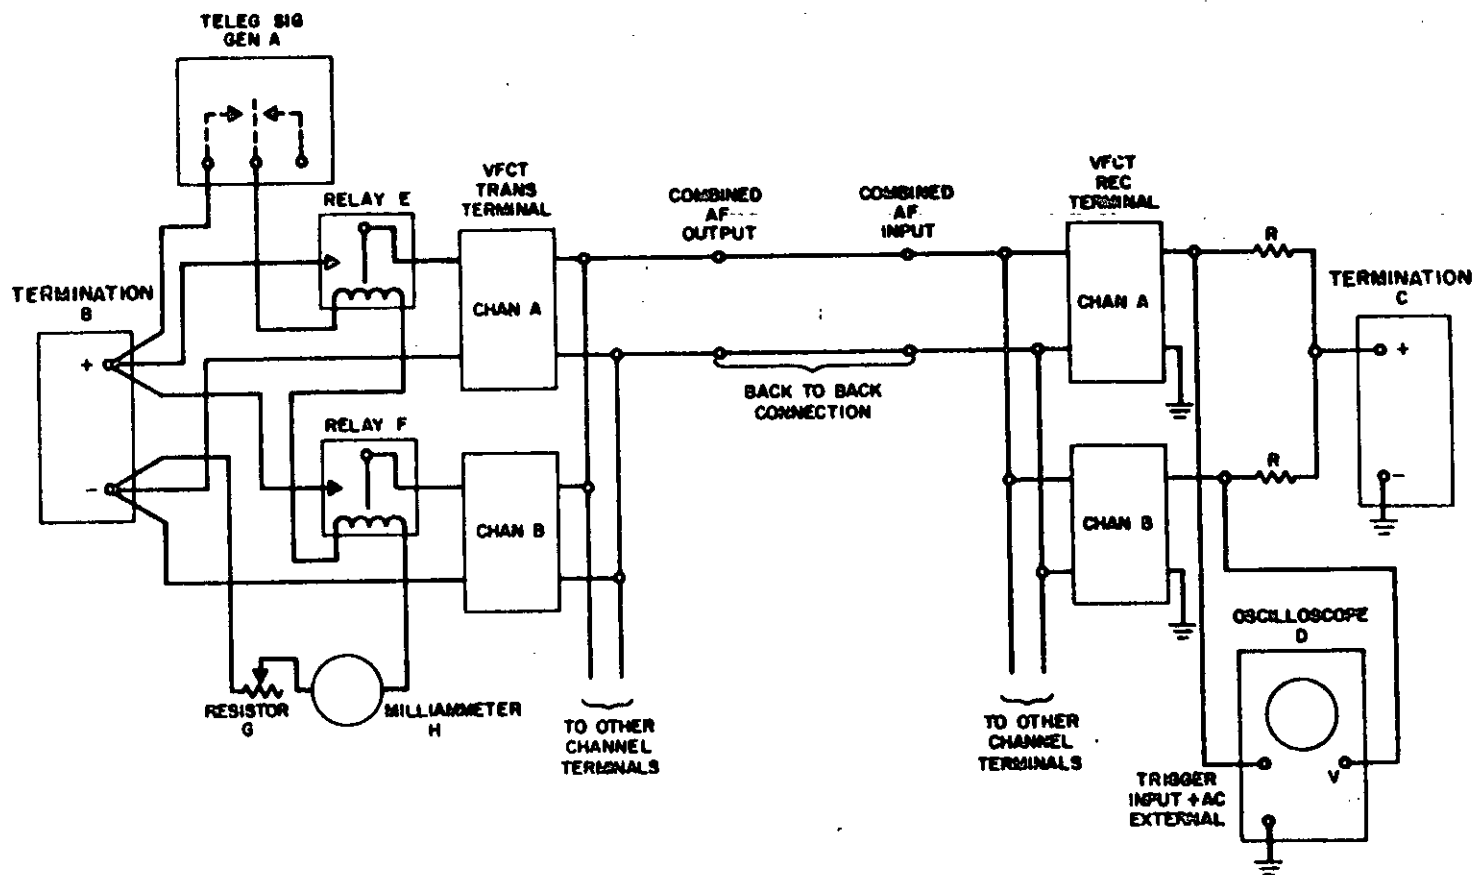 TELEG SIG
GEN A
RELAY E
VFCT
TRANS
TERMINAL
COMBINED
AF
OUTPUT
COMBINED
AF
INPUT
VFCT
REC
TERMINAL
R
TERMINATION
B
+
-
CHAN A
BACK TO BACK
CONNECTION
CHAN A
TERMINATION
C
+
-
RELAY F
CHAN B
CHAN B
R
RESISTOR
G
MILLIAMMETER
H
TO OTHER
CHANNEL
TERMINALS
TO OTHER
CHANNEL
TERMINALS
OSCILLOSCOPE
D
V
TRIGGER
INPUT + AC
EXTERNAL